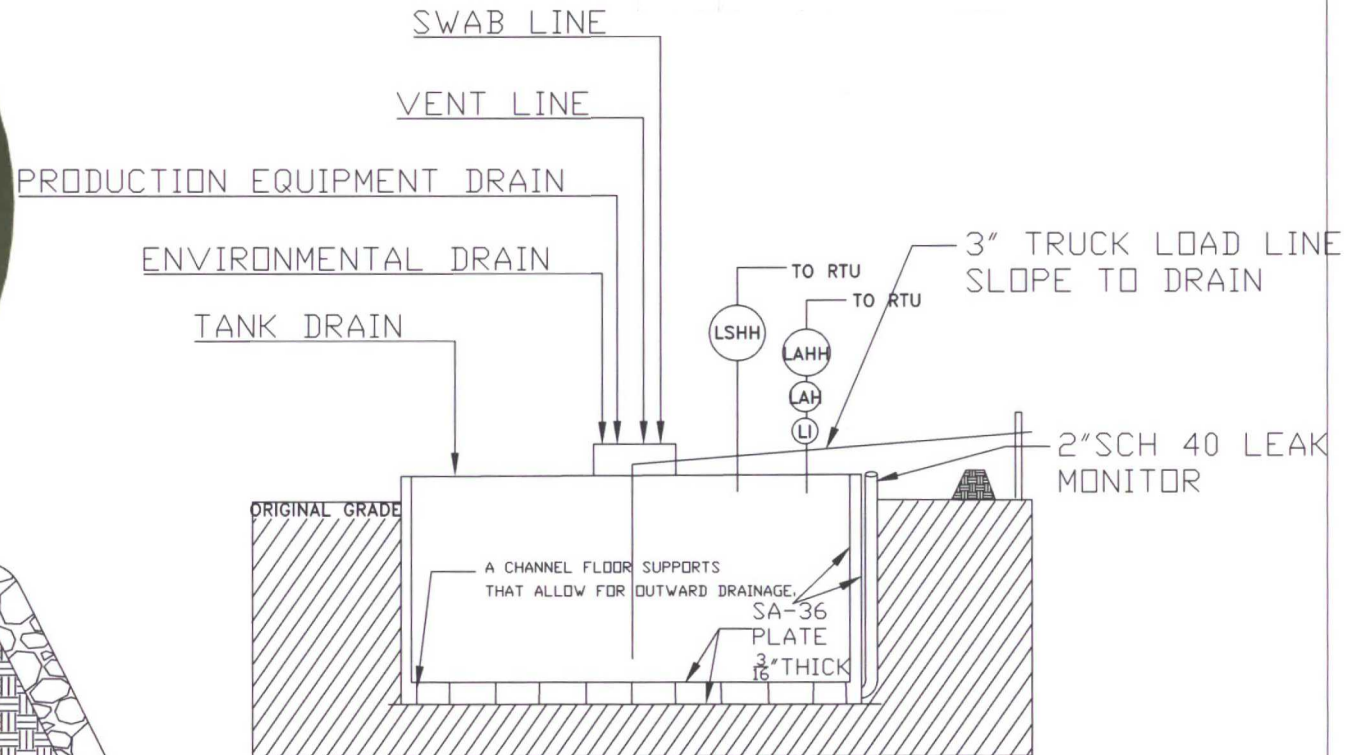 SWAB LINE
VENT LINE
PRODUCTION EQUIPMENT DRAIN
ENVIRONMENTAL DRAIN
TANK DRAIN
TO RTU
TO RTU
3" TRUCK LOAD LINE
SLOPE TO DRAIN
LSHH
LAHH
LAH
LI
2"SCH 40 LEAK
MONITOR
ORIGINAL GRADE
A CHANNEL FLOOR SUPPORTS
THAT ALLOW FOR OUTWARD DRAINAGE.
SA-36
PLATE
3/16"THICK